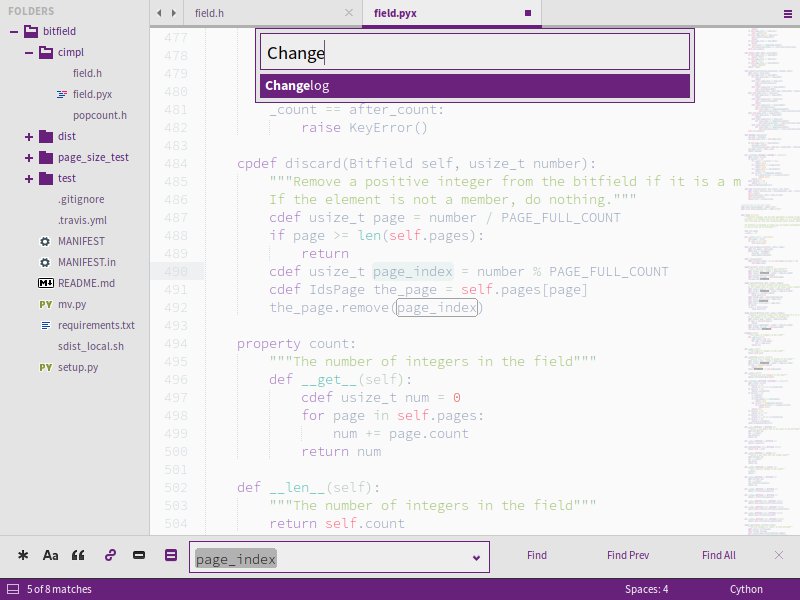 FOLDERS
bitfield
cimpl
field.h
field.pyx
popcount.h
dist
page_size_test
test
.gitignore
.travis.yml
MANIFEST
MANIFEST.in
README.md
mv.py
requirements.txt
sdist_local.sh
setup.py
field.h
field.pyx
Change
Changelog
477
478
479
480
481 _count == after_count:
482 raise KeyError()
483
484 cpdef discard(Bitfield self, usize_t number):
485 """Remove a positive integer from the bitfield if it is a m
486 If the element is not a member, do nothing."""
487 cdef usize_t page = number / PAGE_FULL_COUNT
488 if page >= len(self.pages):
489 return
490 cdef usize_t page_index = number % PAGE_FULL_COUNT
491 cdef IdsPage the_page = self.pages[page]
492 the_page.remove(page_index)
493
494 property count:
495 """The number of integers in the field"""
496 def __get__(self):
497 cdef usize_t num = 0
498 for page in self.pages:
499 num += page.count
500 return num
501
502 def __len__(self):
503 """The number of integers in the field"""
504 return self.count
Aa page_index Find Find Prev Find All
5 of 8 matches Spaces: 4 Cython